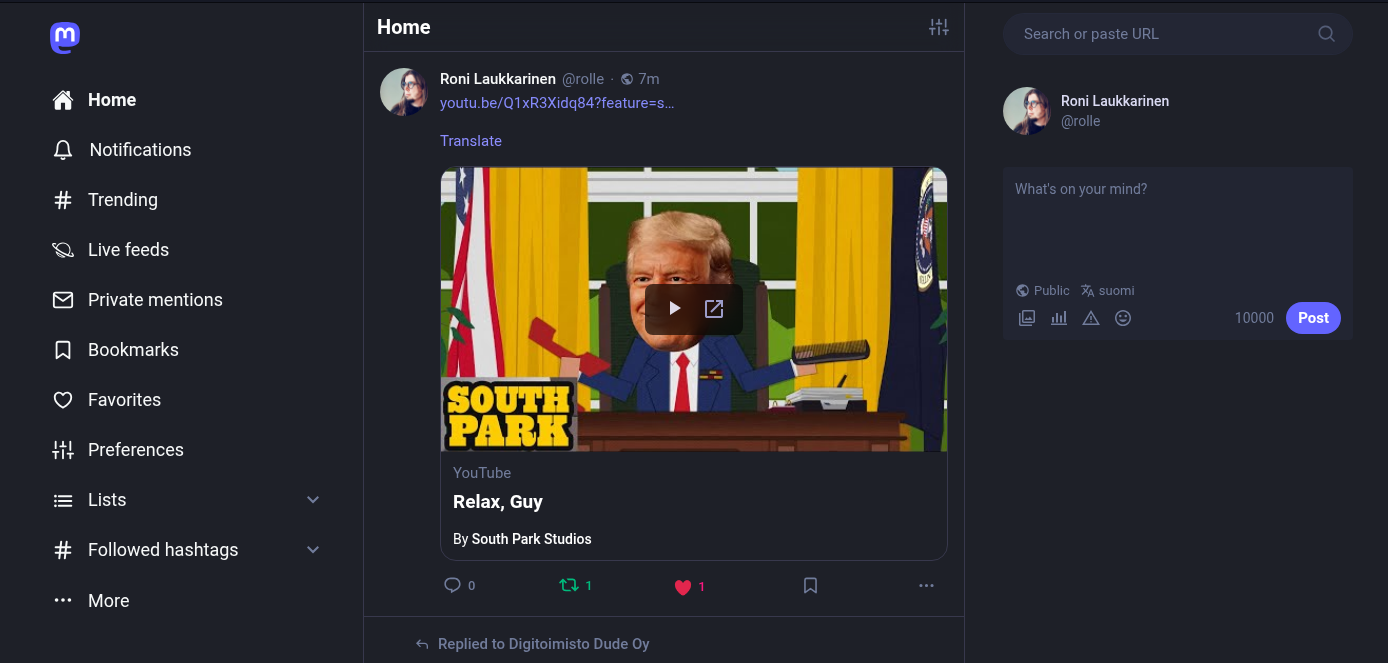 Home
Notifications
Trending
Live feeds
Private mentions
Bookmarks
Favorites
Preferences
Lists
Followed hashtags
More
Home
Roni Laukkarinen @rolle · 7m
youtu.be/Q1xR3Xidq84?feature=s…
Translate
SOUTH
PARK
YouTube
Relax, Guy
By South Park Studios
0 1 1
Replied to Digitoimisto Dude Oy
Search or paste URL
Roni Laukkarinen
@rolle
What's on your mind?
Public suomi
10000 Post